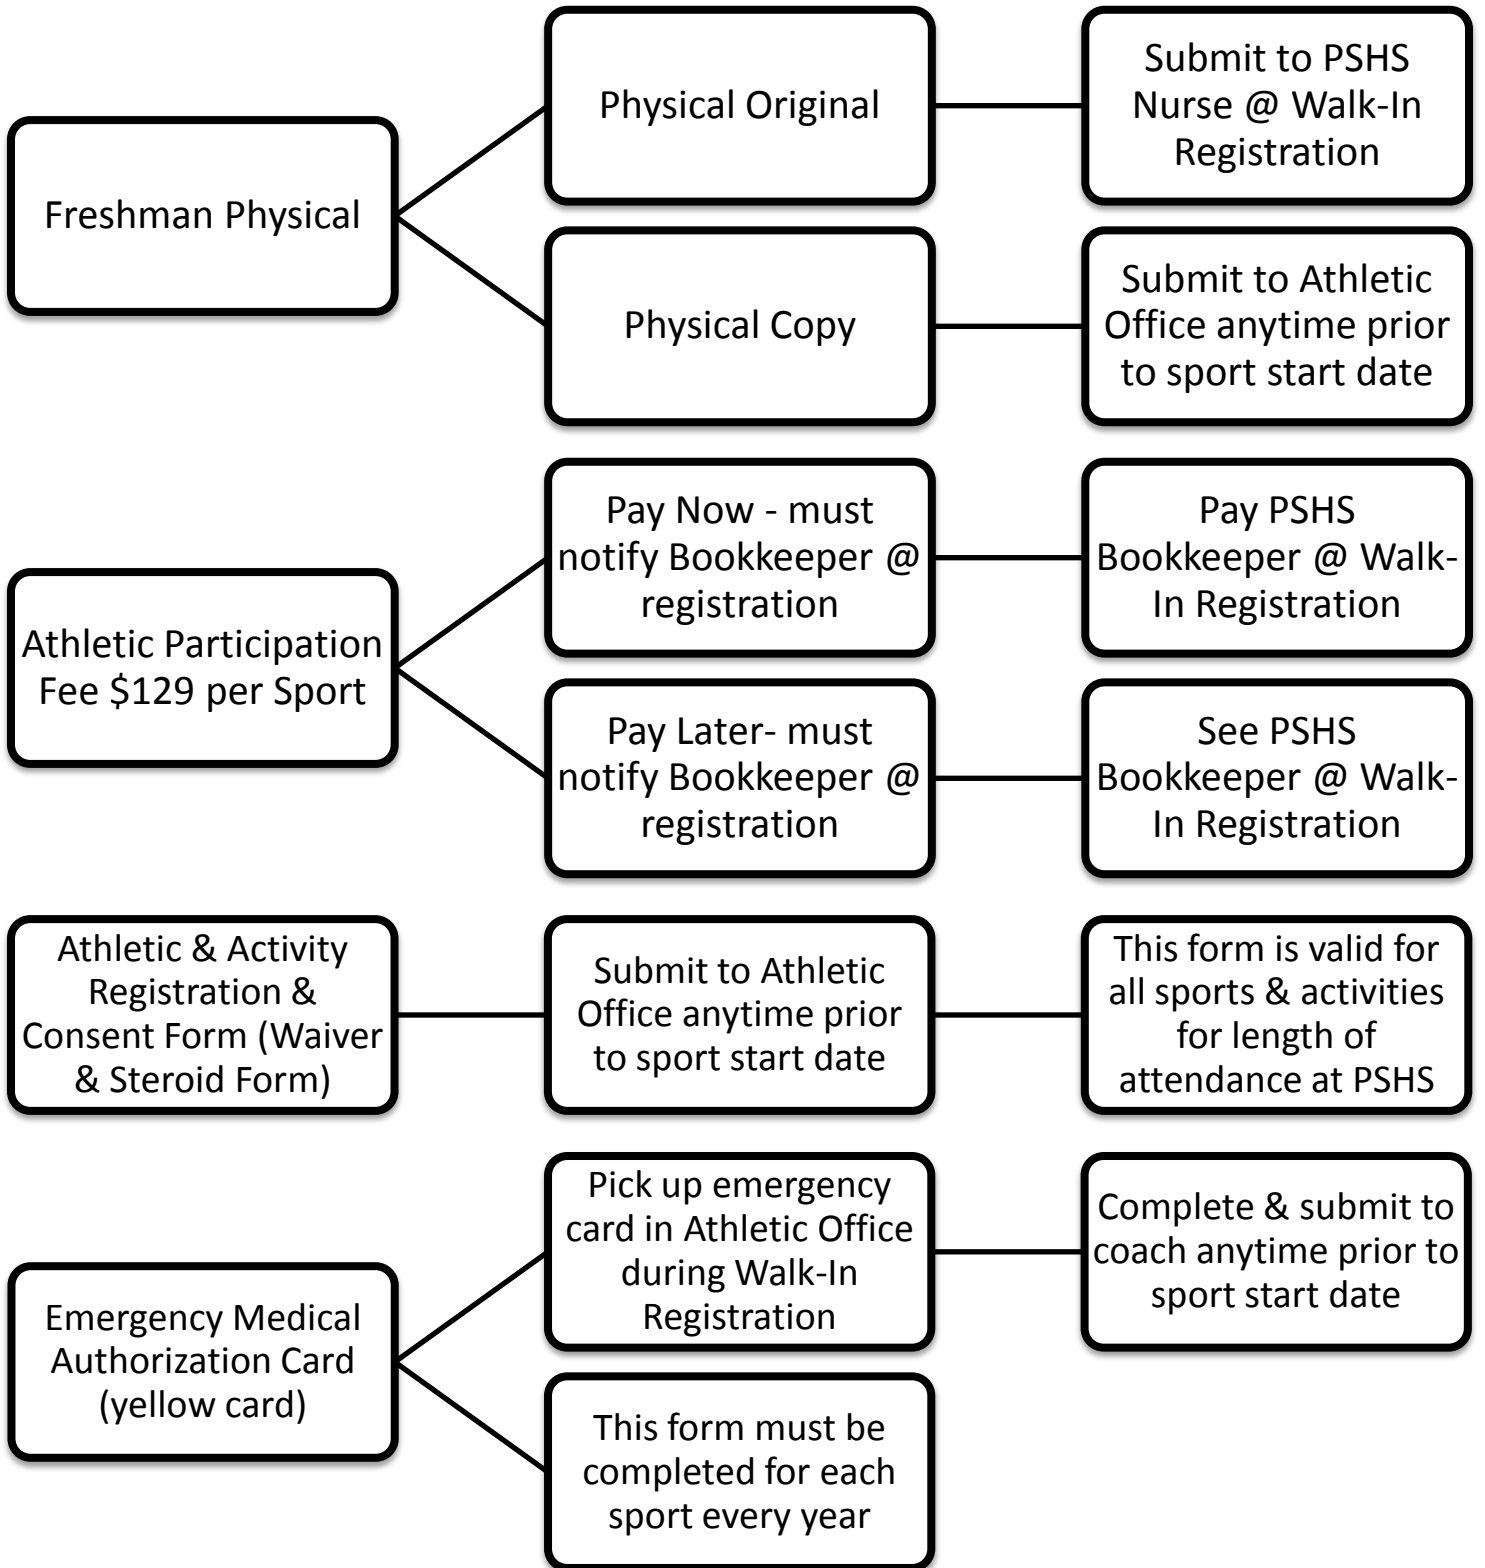 Freshman Physical
Physical Original
Submit to PSHS
Nurse @ Walk-In
Registration
Physical Copy
Submit to Athletic
Office anytime prior
to sport start date
Athletic Participation
Fee $129 per Sport
Pay Now - must
notify Bookkeeper @
registration
Pay PSHS
Bookkeeper @ Walk-
In Registration
Pay Later- must
notify Bookkeeper @
registration
See PSHS
Bookkeeper @ Walk-
In Registration
Athletic & Activity
Registration &
Consent Form (Waiver
& Steroid Form)
Submit to Athletic
Office anytime prior
to sport start date
This form is valid for
all sports & activities
for length of
attendance at PSHS
Emergency Medical
Authorization Card
(yellow card)
Pick up emergency
card in Athletic Office
during Walk-In
Registration
Complete & submit to
coach anytime prior to
sport start date
This form must be
completed for each
sport every year